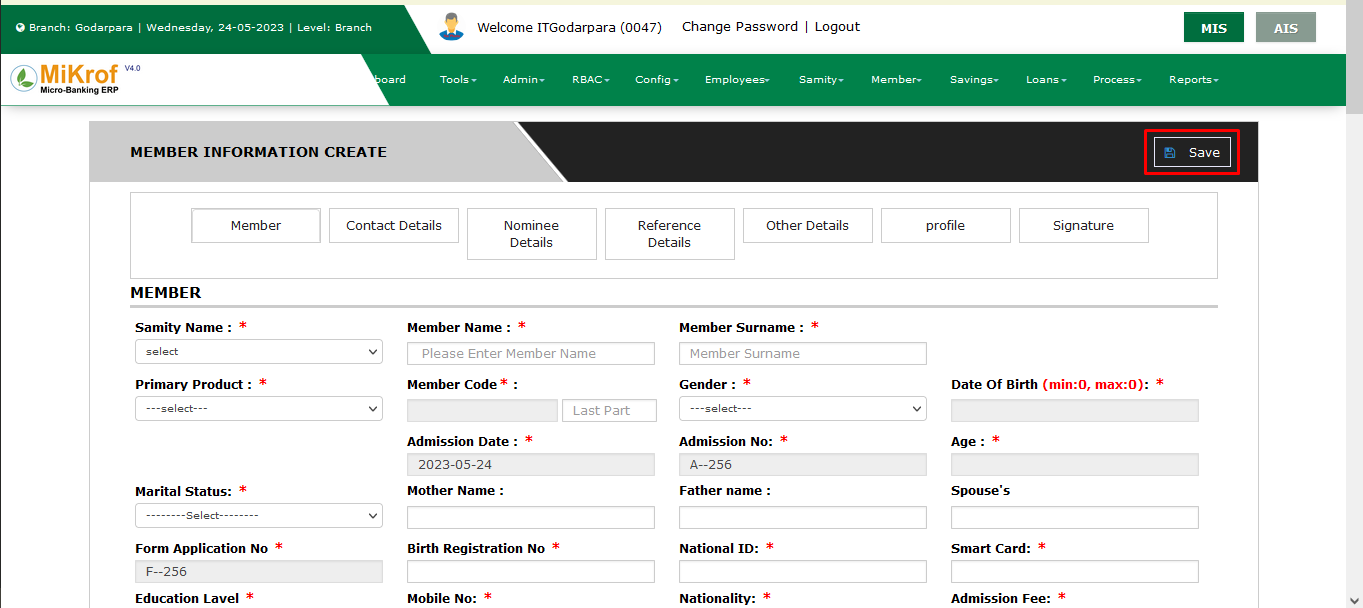 Branch: Godarpara | Wednesday, 24-05-2023 | Level: Branch
Welcome ITGodarpara (0047) Change Password | Logout
MIS AIS
MiKrof V4.0
Micro-Banking ERP
board Tools Admin RBAC Config Employees Samity Member Savings Loans Process Reports
MEMBER INFORMATION CREATE
Save
Member Contact Details Nominee Details Reference Details Other Details profile Signature
MEMBER
Samity Name : * Member Name : * Member Surname : *
select Please Enter Member Name Member Surname
Primary Product : * Member Code * : Gender : * Date Of Birth (min:0, max:0): *
---select--- Last Part ---select---
Admission Date : * Admission No: * Age : *
2023-05-24 A--256
Marital Status: * Mother Name : Father name : Spouse's
--------Select--------
Form Application No * Birth Registration No * National ID: * Smart Card: *
F--256
Education Lavel * Mobile No: * Nationality: * Admission Fee: *